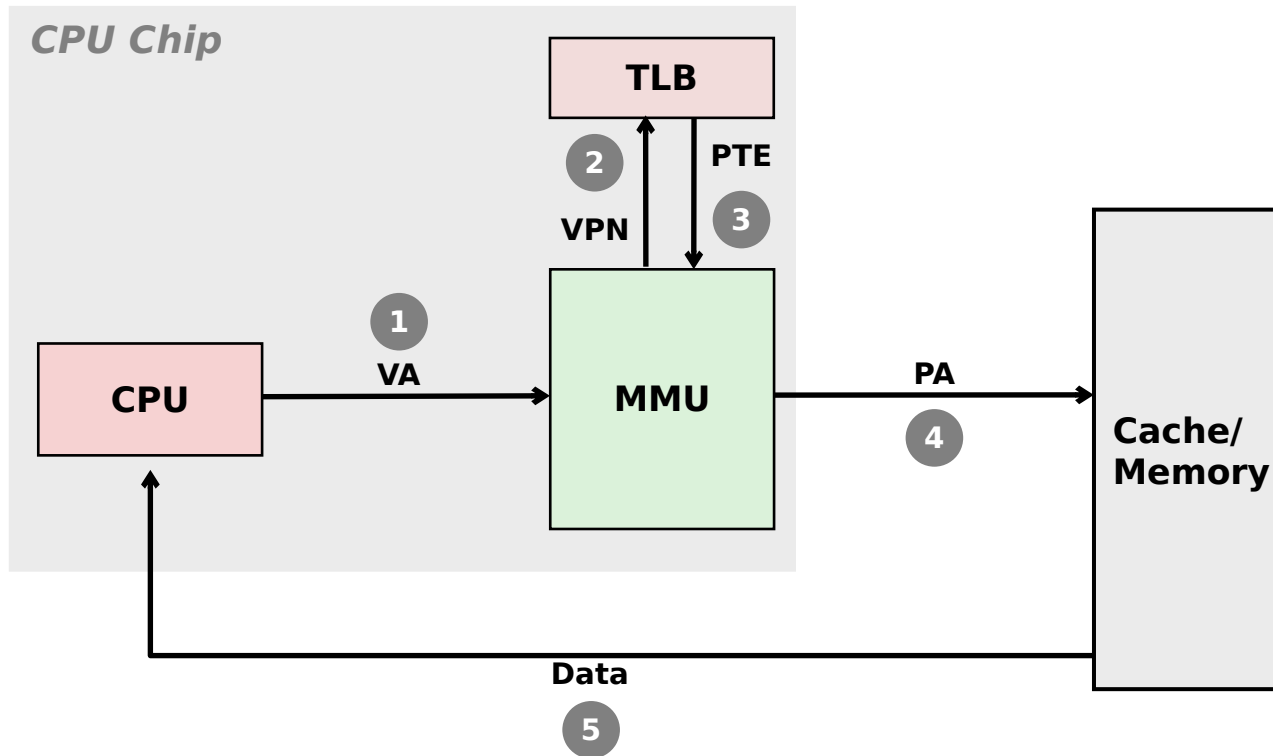 CPU Chip
TLB
2
PTE
3
VPN
1
VA
CPU
MMU
PA
4
Cache/
Memory
Data
5